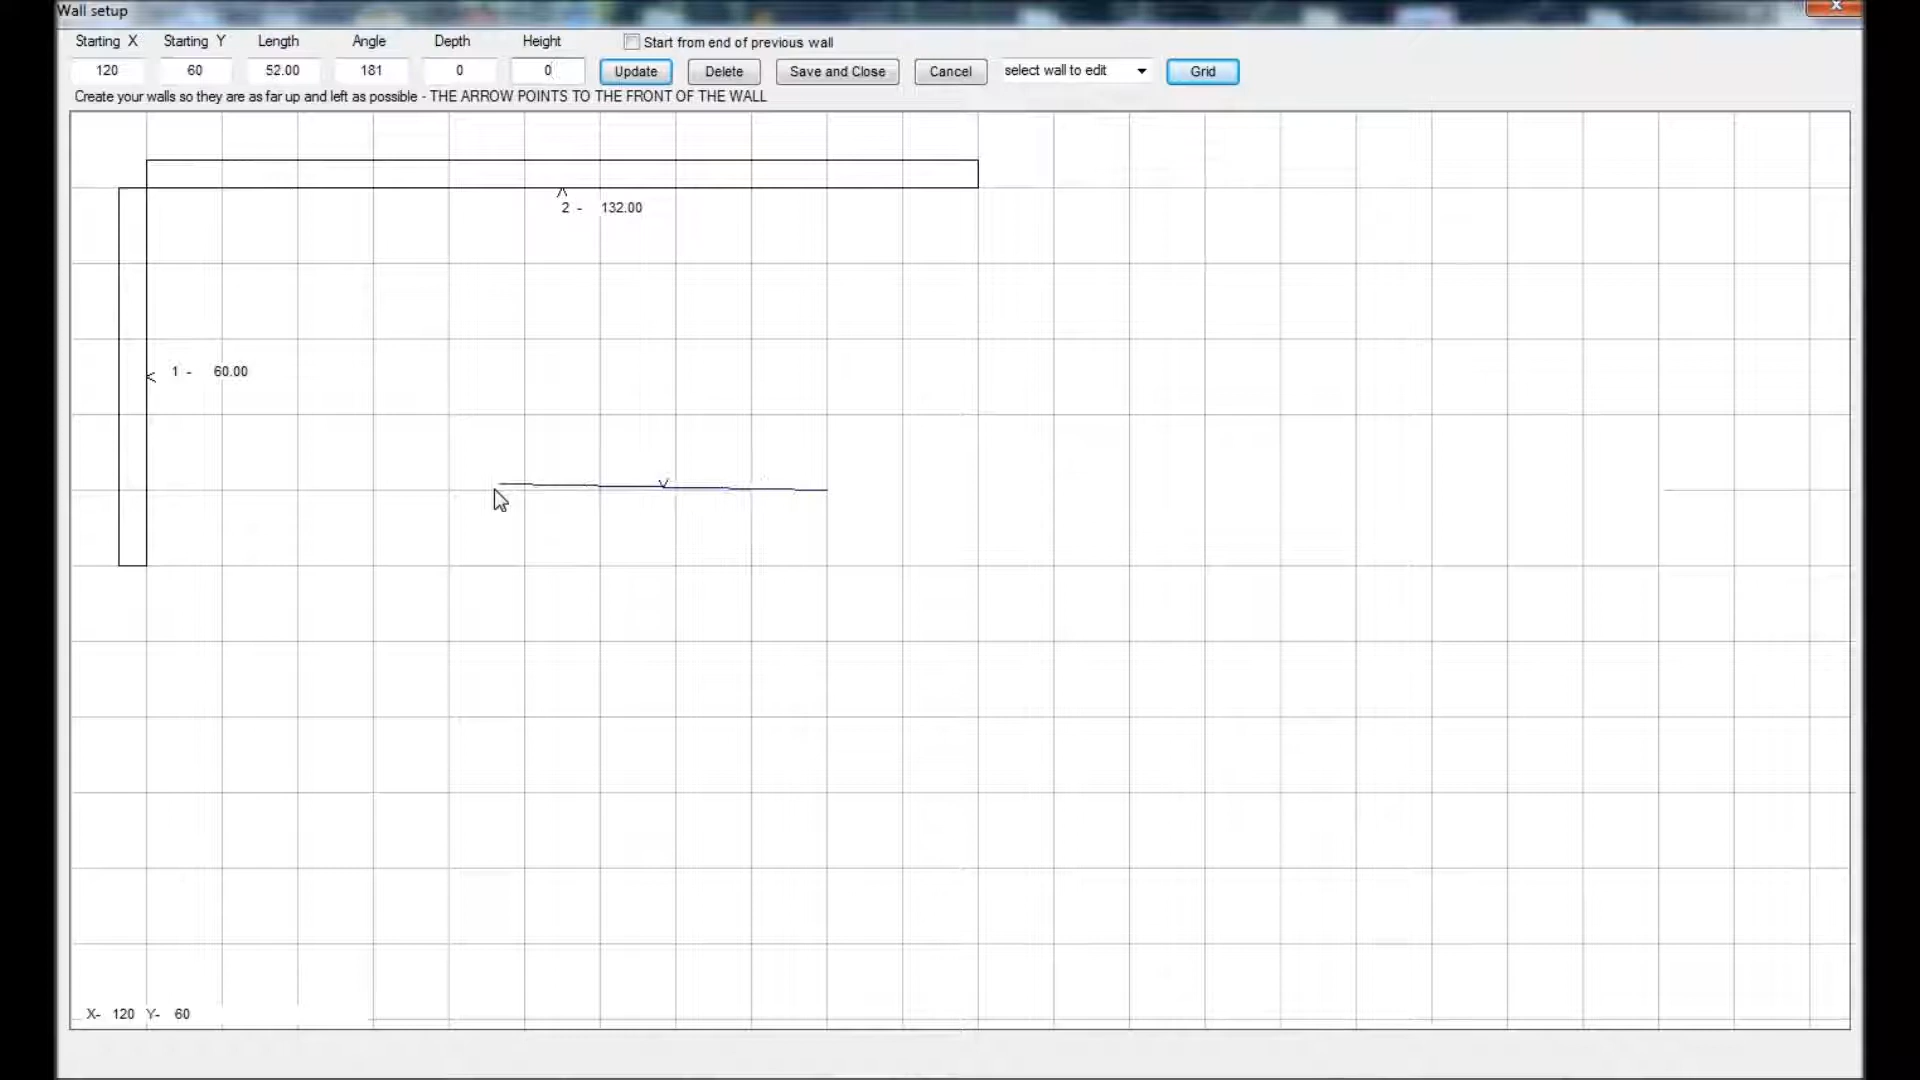 Wall setup
Starting X Starting Y Length Angle Depth Height Start from end of previous wall
120 60 52.00 181 0 0 Update Delete Save and Close Cancel select wall to edit Grid
Create your walls so they are as far up and left as possible - THE ARROW POINTS TO THE FRONT OF THE WALL
2 - 132.00
1 - 60.00
X- 120 Y- 60